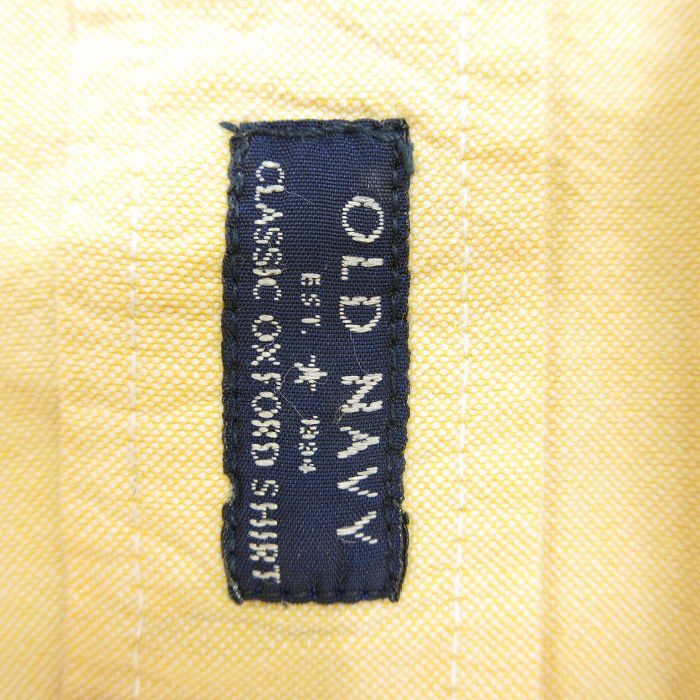 OLD NAVY
EST. ★ 1994
CLASSIC OXFORD SHIRT